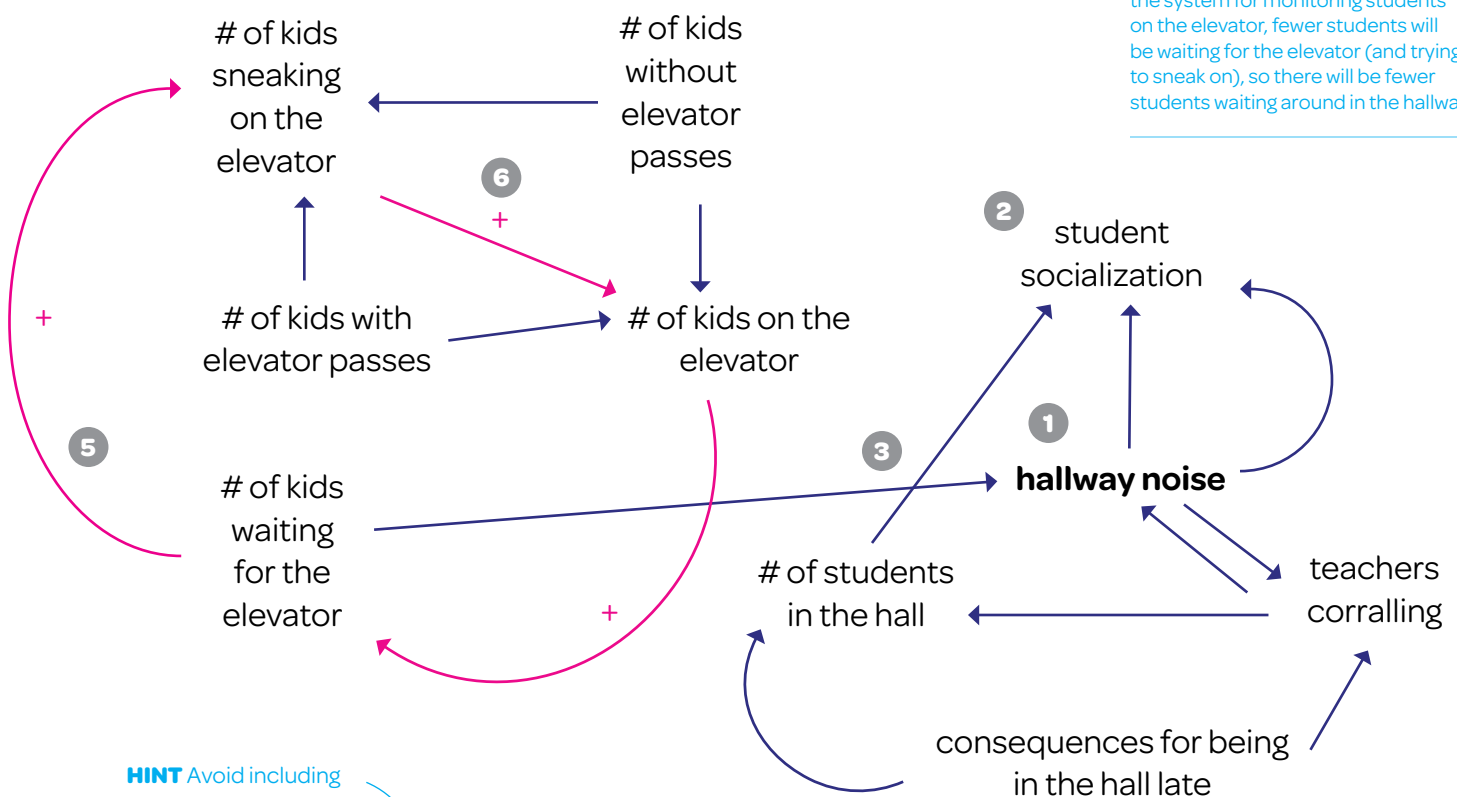 the system for monitoring students
on the elevator, fewer students will
be waiting for the elevator (and trying
to sneak on), so there will be fewer
students waiting around in the
# of kids
sneaking
on the
elevator
# of kids
without
elevator
passes
6
+
2
student
socialization
+
# of kids with
elevator passes
# of kids on the
elevator
5
3
1
hallway noise
# of kids
waiting
for the
elevator
+
# of students
in the hall
teachers
corralling
consequences for being
in the hall late
HINT Avoid including